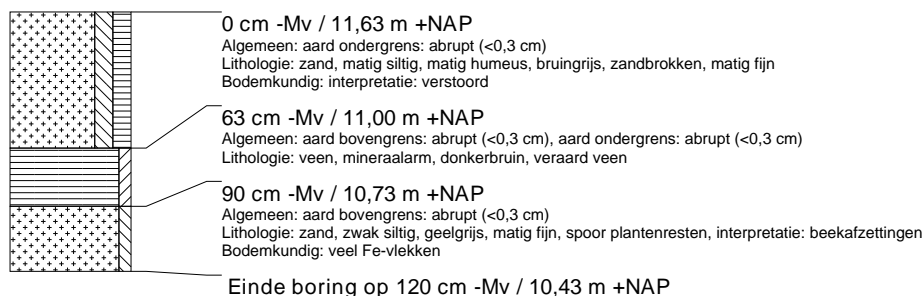 0 cm -Mv / 11,63 m +NAP
Algemeen: aard ondergrens: abrupt (<0,3 cm)
Lithologie: zand, matig siltig, matig humeus, bruingrijs, zandbrokken, matig fijn
Bodemkundig: interpretatie: verstoord
63 cm -Mv / 11,00 m +NAP
Algemeen: aard bovengrens: abrupt (<0,3 cm), aard ondergrens: abrupt (<0,3 cm)
Lithologie: veen, mineraalarm, donkerbruin, veraard veen
90 cm -Mv / 10,73 m +NAP
Algemeen: aard bovengrens: abrupt (<0,3 cm)
Lithologie: zand, zwak siltig, geelgrijs, matig fijn, spoor plantenresten, interpretatie: beekafzettingen
Bodemkundig: veel Fe-vlekken
Einde boring op 120 cm -Mv / 10,43 m +NAP